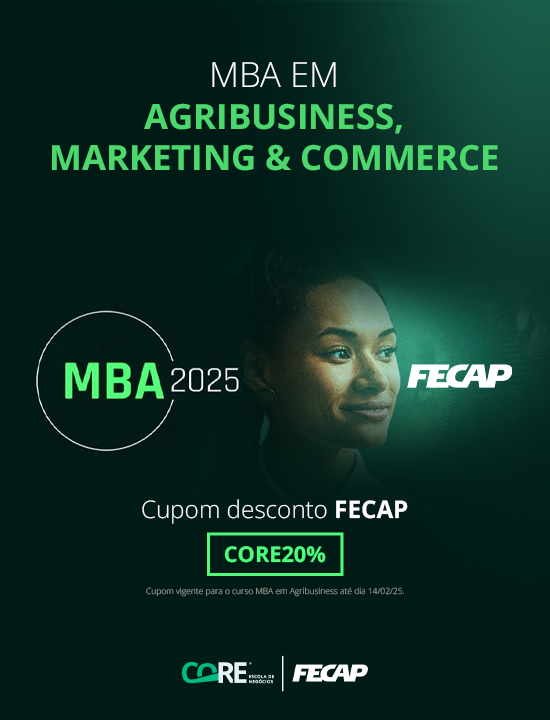 MBA EM
AGRIBUSINESS,
MARKETING & COMMERCE
MBA 2025
FECAP
Cupom desconto FECAP
CORE20%
Cupom vigente para o curso MBA em Agribusiness até dia 14/02/25.
CORE
ESCOLA DE
NEGÓCIOS
FECAP